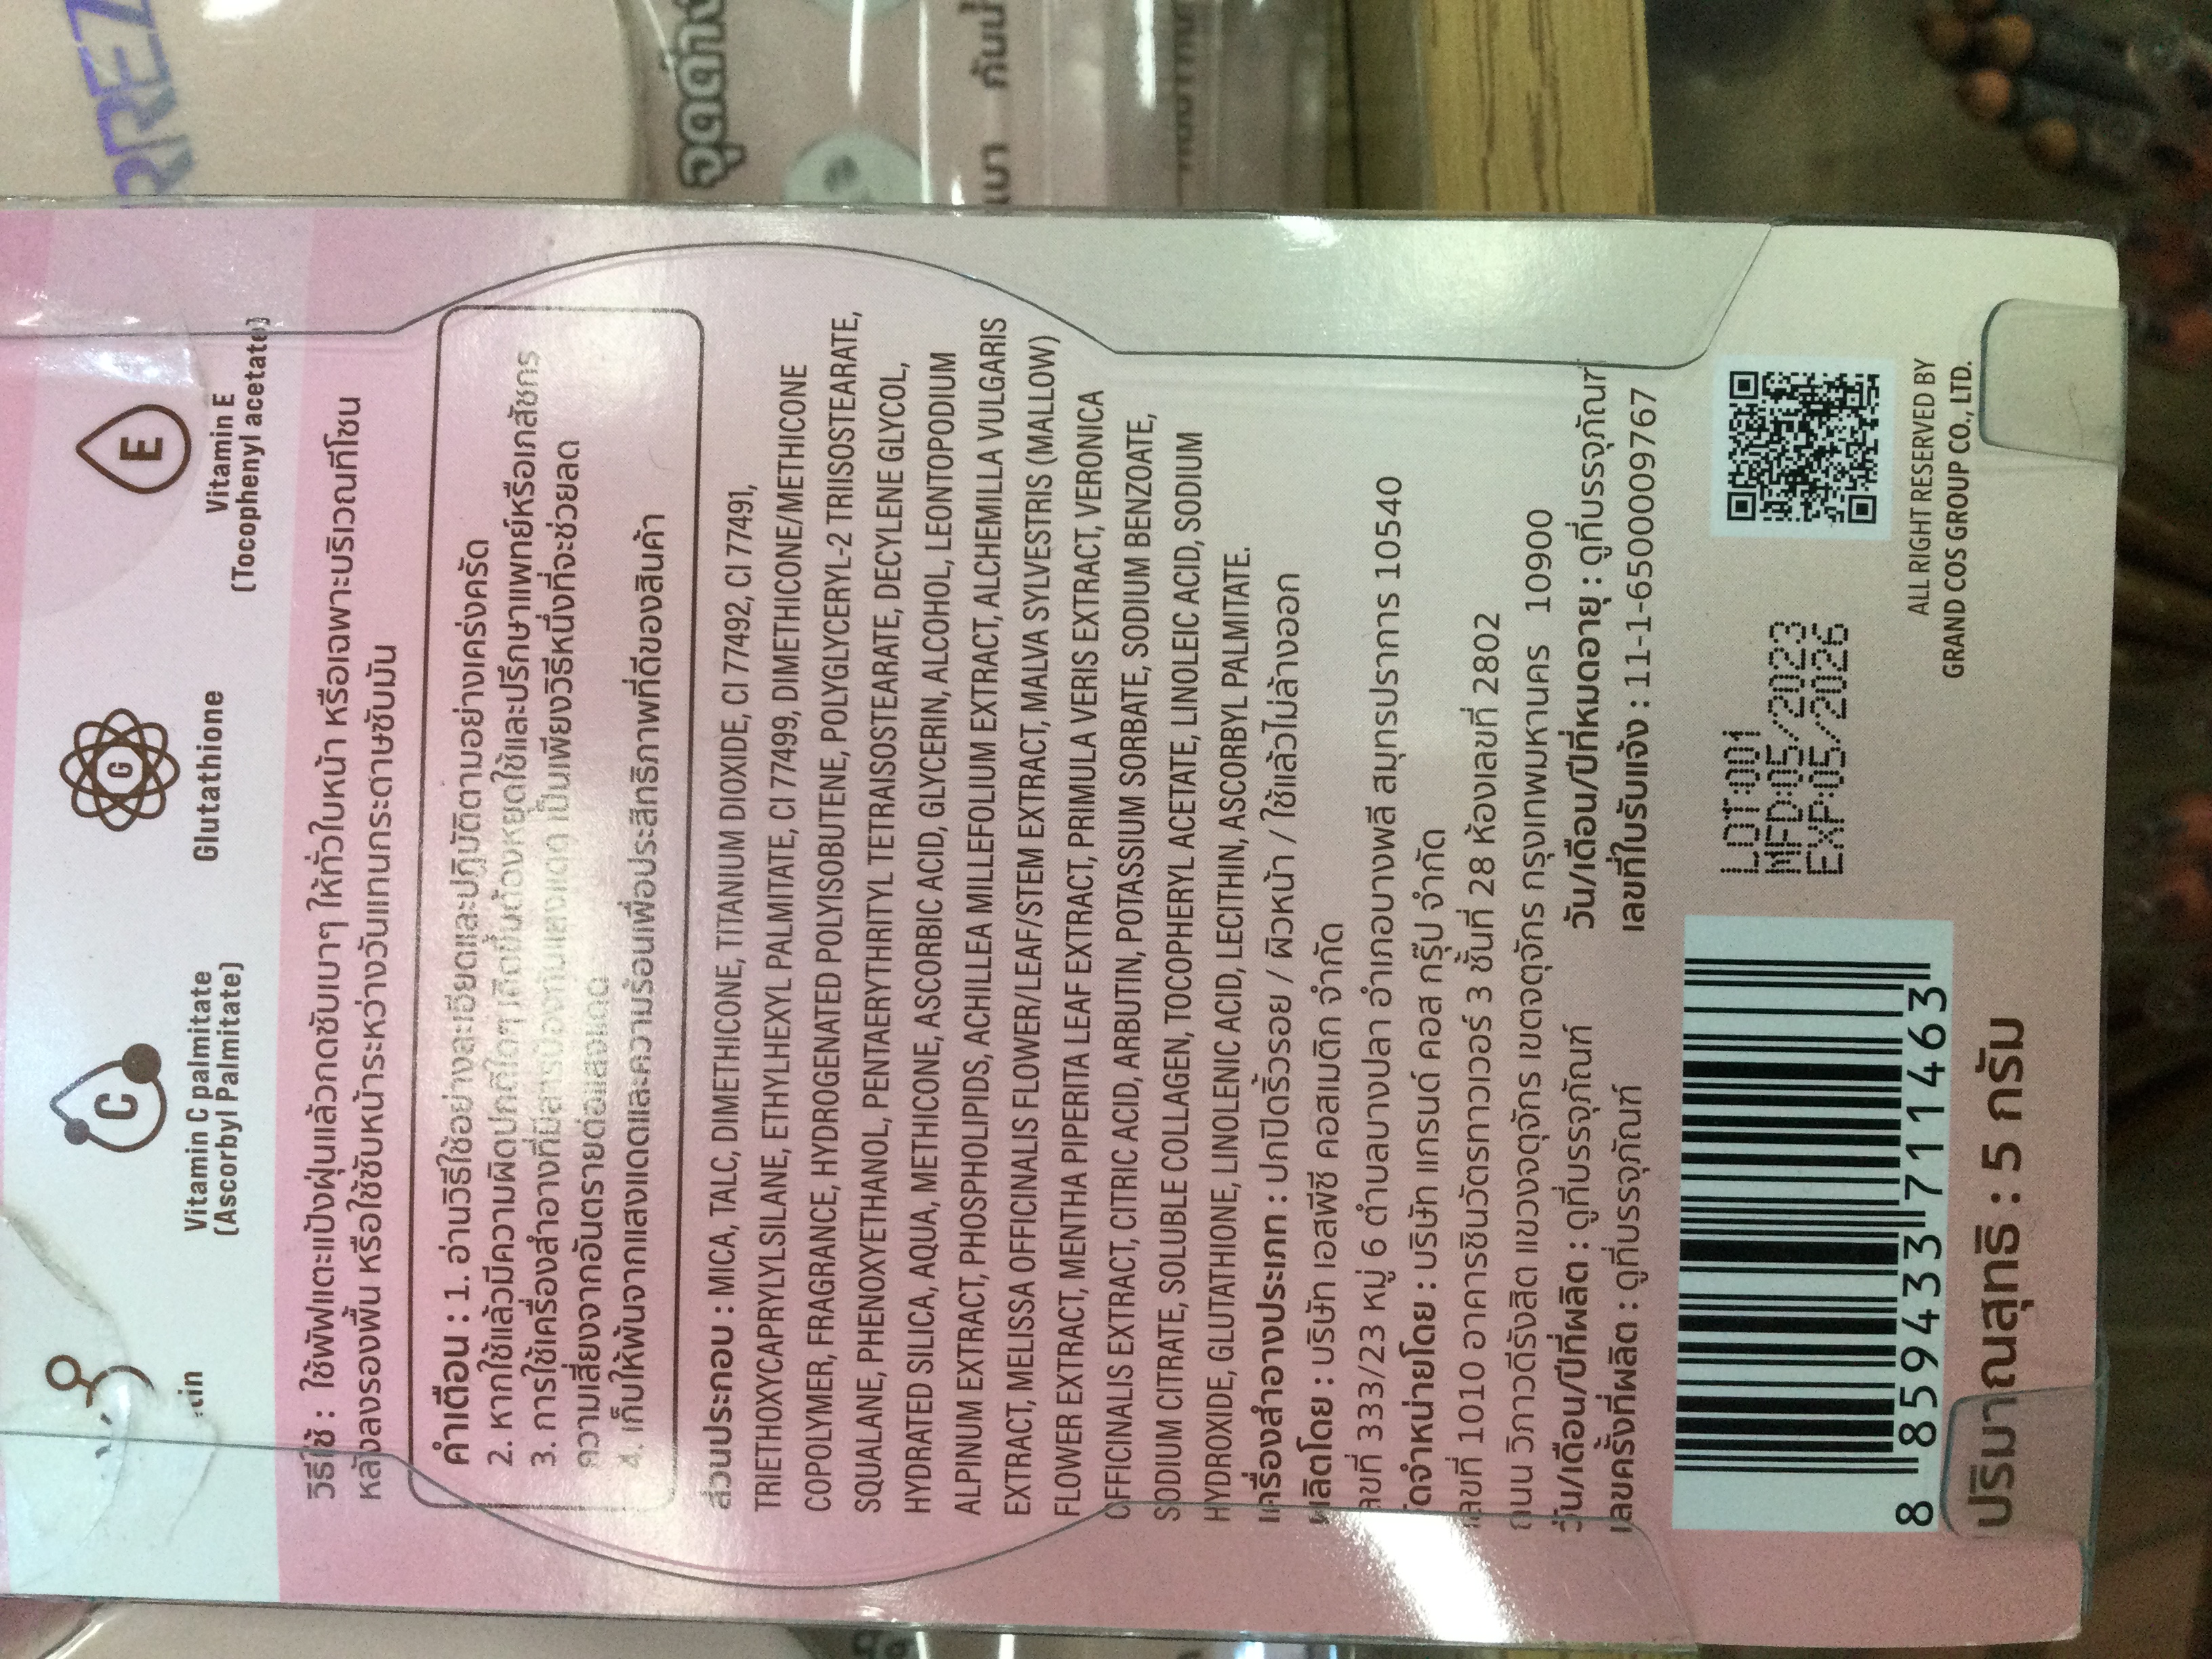 RREZ
จุดด่าง
เบา กันน้ำ
Vitamin C palmitate
(Ascorbyl Palmitate)
Glutathione
Vitamin E
(Tocophenyl acetate)
วิธีใช้ : ใช้พัฟแตะแป้งฝุ่นแล้วกดซับเบาๆ ให้ทั่วใบหน้า หรือเฉพาะบริเวณที่โซน
หลังลงรองพื้น หรือใช้ซับหน้าระหว่างวันแทนกระดาษซับมัน
คำเตือน : 1. อ่านวิธีใช้อย่างละเอียดและปฏิบัติตามอย่างเคร่งครัด
2. หากใช้แล้วมีความผิดปกติใดๆ เกิดขึ้นต้องหยุดใช้และปรึกษาแพทย์หรือเภสัชกร
3. การใช้เครื่องสำอางที่มีสารป้องกันแสงแดด เป็นเพียงวิธีหนึ่งที่จะช่วยลด
ความเสี่ยงจากอันตรายต่อแสงแดด
4. เก็บให้พ้นจากแสงแดดและความร้อนเพื่อประสิทธิภาพที่ดีของสินค้า
ส่วนประกอบ : MICA, TALC, DIMETHICONE, TITANIUM DIOXIDE, CI 77492, CI 77491,
TRIETHOXYCAPRYLYLSILANE, ETHYLHEXYL PALMITATE, CI 77499, DIMETHICONE/METHICONE
COPOLYMER, FRAGRANCE, HYDROGENATED POLYISOBUTENE, POLYGLYCERYL-2 TRIISOSTEARATE,
SQUALANE, PHENOXYETHANOL, PENTAERYTHRITYL TETRAISOSTEARATE, DECYLENE GLYCOL,
HYDRATED SILICA, AQUA, METHICONE, ASCORBIC ACID, GLYCERIN, ALCOHOL, LEONTOPODIUM
ALPINUM EXTRACT, PHOSPHOLIPIDS, ACHILLEA MILLEFOLIUM EXTRACT, ALCHEMILLA VULGARIS
EXTRACT, MELISSA OFFICINALIS FLOWER/LEAF/STEM EXTRACT, MALVA SYLVESTRIS (MALLOW)
FLOWER EXTRACT, MENTHA PIPERITA LEAF EXTRACT, PRIMULA VERIS EXTRACT, VERONICA
OFFICINALIS EXTRACT, CITRIC ACID, ARBUTIN, POTASSIUM SORBATE, SODIUM BENZOATE,
SODIUM CITRATE, SOLUBLE COLLAGEN, TOCOPHERYL ACETATE, LINOLEIC ACID, SODIUM
HYDROXIDE, GLUTATHIONE, LINOLENIC ACID, LECITHIN, ASCORBYL PALMITATE.
เครื่องสำอางประเภท : ปกปิดริ้วรอย / ผิวหน้า / ใช้แล้วไม่ล้างออก
ผลิตโดย : บริษัท เอสพีซี คอสเมติก จำกัด
เลขที่ 3333/23 หมู่ 6 ตำบลบางปลา อำเภอบางพลี สมุทรปราการ 10540
จัดจำหน่ายโดย : บริษัท แกรนด์ คอส กรุ๊ป จำกัด
เลขที่ 1010 อาคารชินวัตรทาวเวอร์ 3 ชั้นที่ 28 ห้องเลขที่ 2802
ถนน วิภาวดีรังสิต แขวงจตุจักร เขตจตุจักร กรุงเทพมหานคร 10900
วัน/เดือน/ปีที่ผลิต : ดูที่บรรจุภัณฑ์ วัน/เดือน/ปีที่หมดอายุ : ดูที่บรรจุภัณฑ์
เลขครั้งที่ผลิต : ดูที่บรรจุภัณฑ์ เลขที่ใบรับแจ้ง : 11-1-6500009767
LOT:001
MFD:05/2023
EXP:05/2026
8 859433 711463
ALL RIGHT RESERVED BY
GRAND COS GROUP CO., LTD.
ปริมาณสุทธิ : 5 กรัม